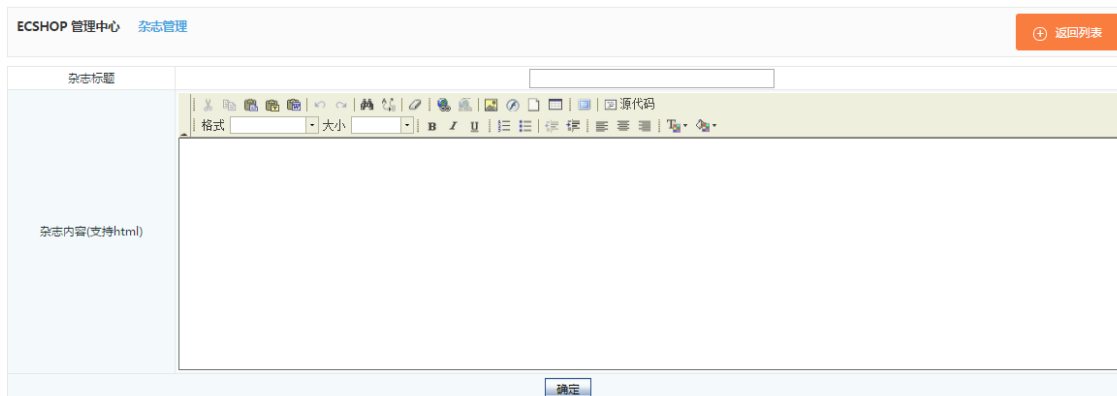 ECSHOP 管理中心 杂志管理
返回列表
杂志标题
源代码
格式 大小 B I U
杂志内容(支持html)
确定